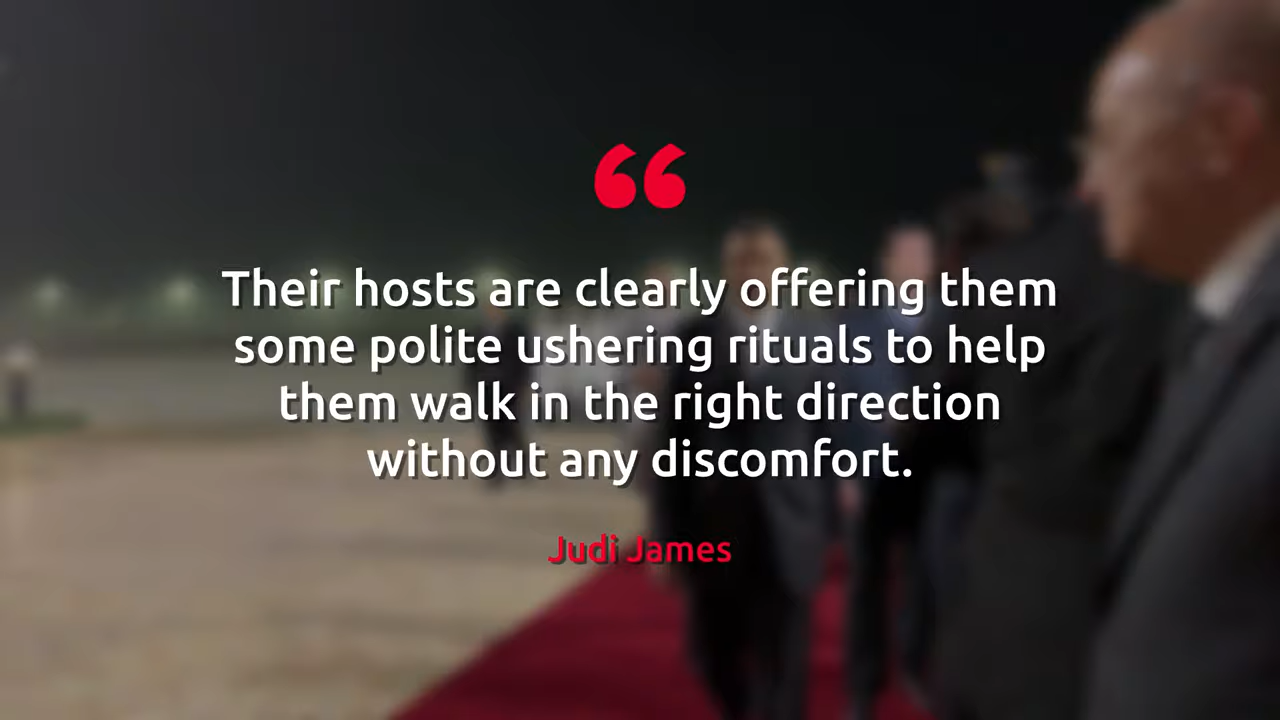 “
Their hosts are clearly offering them
some polite ushering rituals to help
them walk in the right direction
without any discomfort.
Judi James